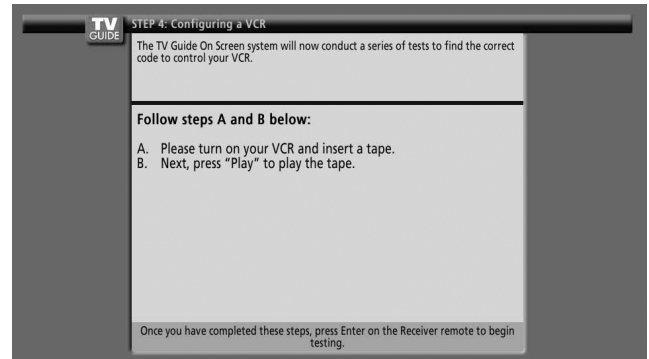 TV
GUIDE
STEP 4: Configuring a VCR
The TV Guide On Screen system will now conduct a series of tests to find the correct
code to control your VCR.
Follow steps A and B below:
A. Please turn on your VCR and insert a tape.
B. Next, press “Play” to play the tape.
Once you have completed these steps, press Enter on the Receiver remote to begin
testing.